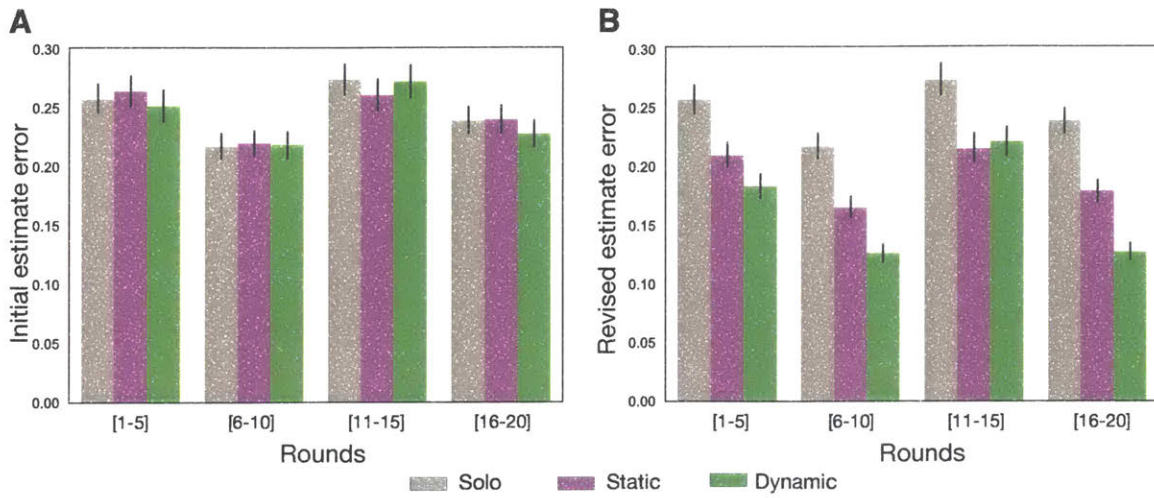 A
B
Initial estimate error
0.30
0.25
0.20
0.15
0.10
0.05
0.00
[1-5]
[6-10]
[11-15]
[16-20]
Rounds
Revised estimate error
0.30
0.25
0.20
0.15
0.10
0.05
0.00
[1-5]
[6-10]
[11-15]
[16-20]
Rounds
Solo
Static
Dynamic